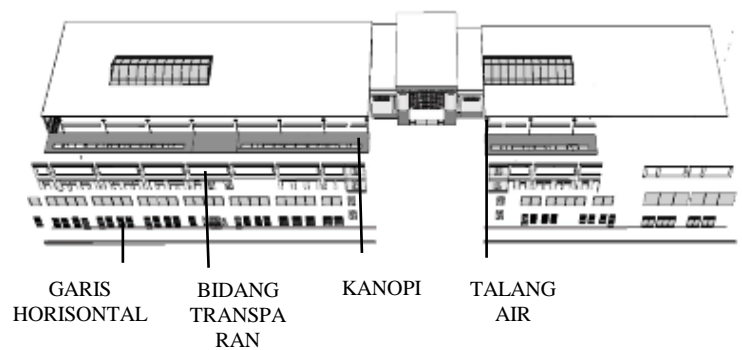 GARIS
HORISONTAL
BIDANG
TRANSPA
RAN
KANOPI
TALANG
AIR